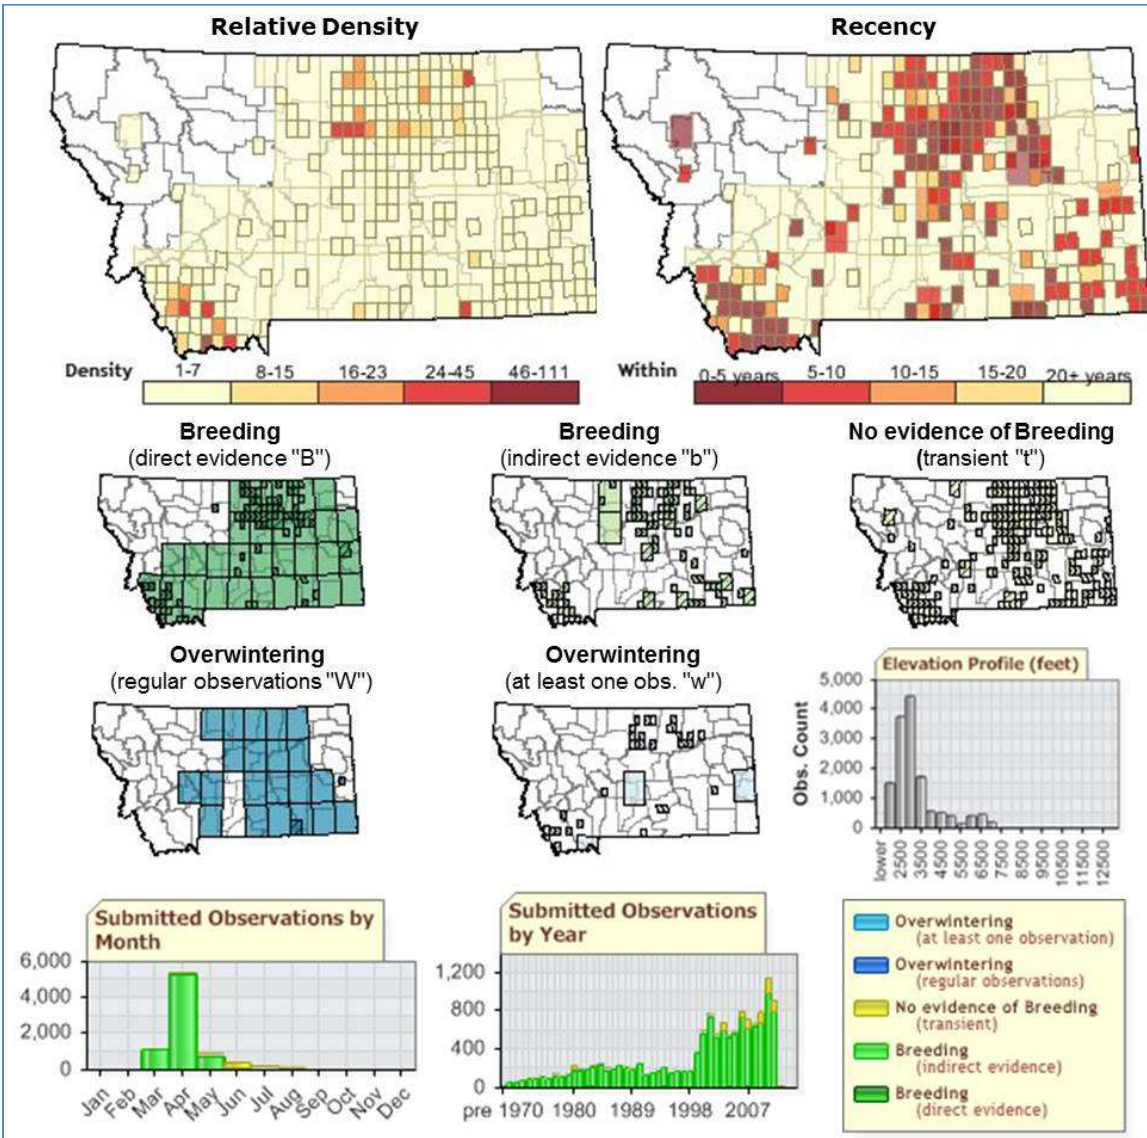 Relative Density
Recency
Density
1-7
8-15
16-23
24-45
46-111
Within
0-5 years
5-10
10-15
15-20
20+ years
Breeding
(direct evidence "B")
Breeding
(indirect evidence "b")
No evidence of Breeding
(transient "t")
Overwintering
(regular observations "W")
Overwintering
(at least one obs. "w")
Elevation Profile (feet)
Obs. Count
5,000
4,000
3,000
2,000
1,000
0
lower
2500
3500
4500
5500
6500
7500
8500
9500
10500
11500
12500
Submitted Observations by
Month
6,000
4,000
2,000
0
Jan
Feb
Mar
Apr
May
Jun
Jul
Aug
Sep
Oct
Nov
Dec
Submitted Observations
by Year
1,200
800
400
0
pre 1970 1980 1989 1998 2007
Overwintering
(at least one observation)
Overwintering
(regular observations)
No evidence of Breeding
(transient)
Breeding
(indirect evidence)
Breeding
(direct evidence)